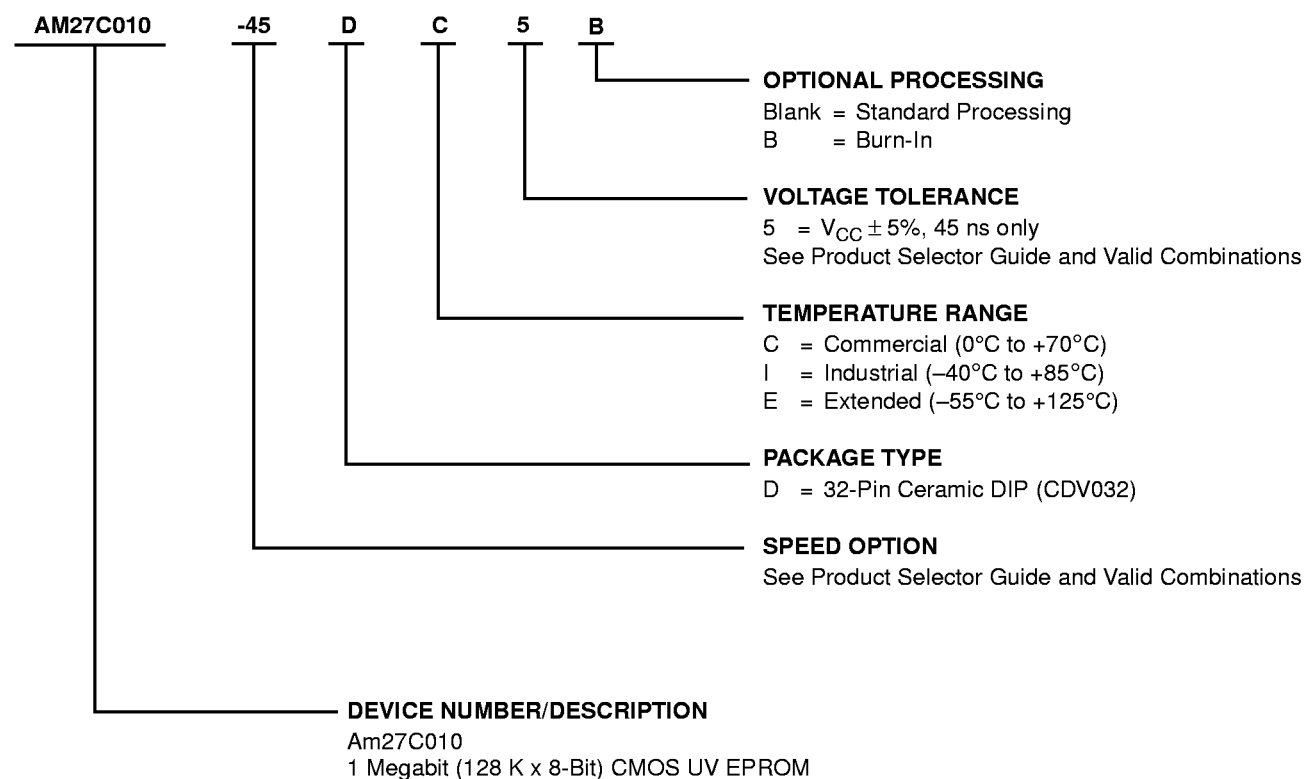 AM27C010 -45 D C 5 B
OPTIONAL PROCESSING
Blank = Standard Processing
B = Burn-In
VOLTAGE TOLERANCE
5 = VCC ± 5%, 45 ns only
See Product Selector Guide and Valid Combinations
TEMPERATURE RANGE
C = Commercial (0°C to +70°C)
I = Industrial (–40°C to +85°C)
E = Extended (–55°C to +125°C)
PACKAGE TYPE
D = 32-Pin Ceramic DIP (CDV032)
SPEED OPTION
See Product Selector Guide and Valid Combinations
DEVICE NUMBER/DESCRIPTION
Am27C010
1 Megabit (128 K x 8-Bit) CMOS UV EPROM